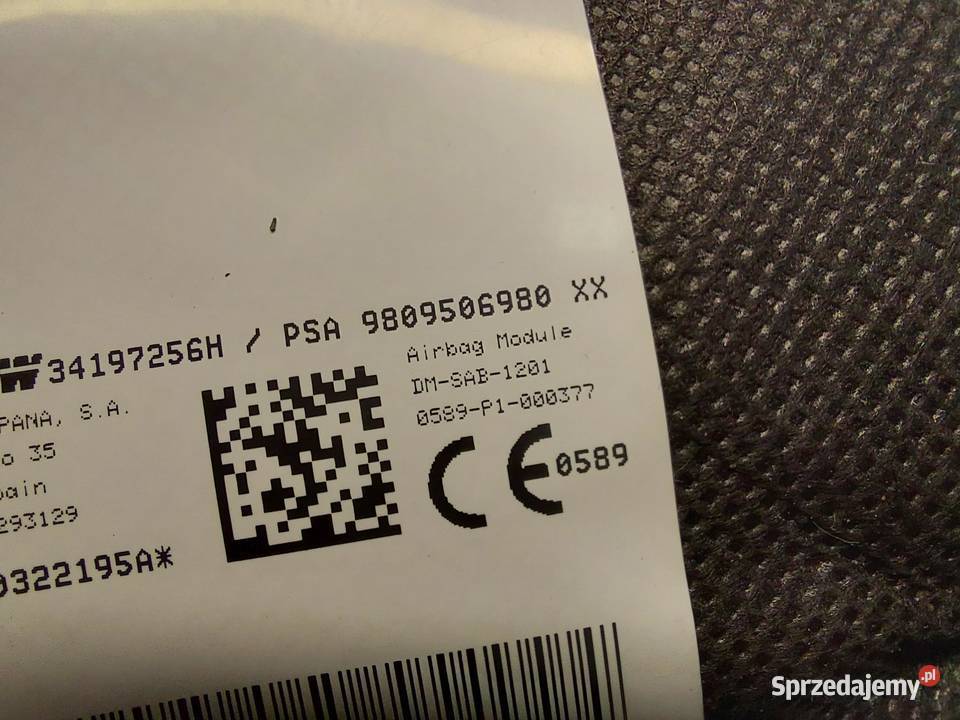 34197256H / PSA 9809506980 XX
Airbag Module
DM-SAB-1201
0589-P1-000377
CE 0589
PANA, S.A.
o 35
pain
293129
0322195A*
Sprzedajemy.pl